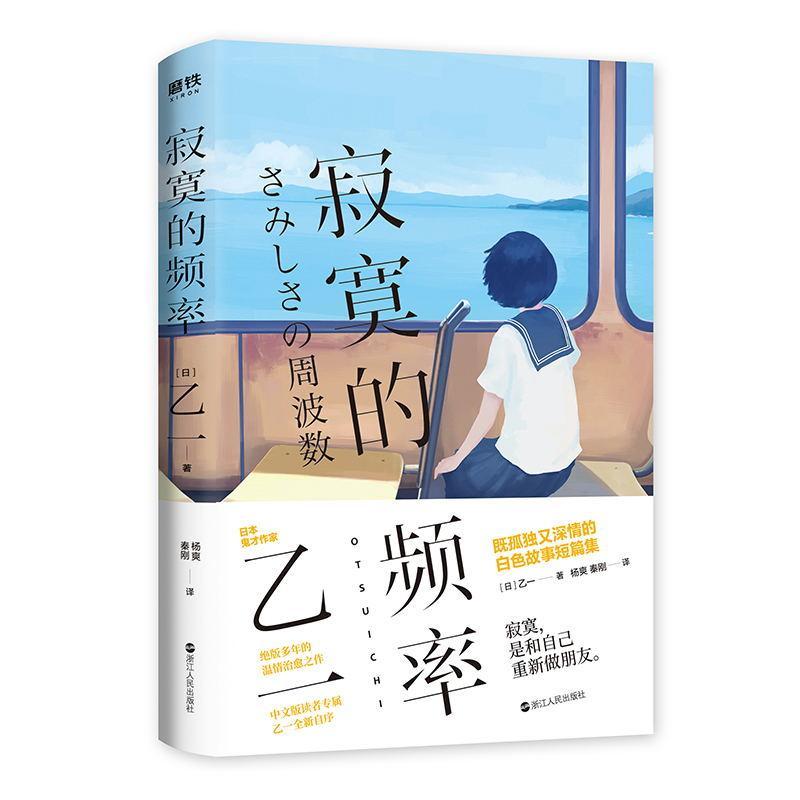 磨铁
XIRON
寂寞的频率
[日]
乙一
著
杨爽
秦刚
译
浙江人民出版社
寂寞的
频率
さみしさの周波数
日本
鬼才作家
乙一
OTSUICHI
绝版多年的
温情治愈之作
中文版读者专属
乙一全新自序
既孤独又深情的
白色故事短篇集
[日]乙一——著 杨爽 秦刚——译
寂寞,
是和自己
重新做朋友。
浙江人民出版社